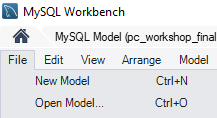 MySQL Workbench
MySQL Model (pc_workshop_final
File Edit View Arrange Model
New Model Ctrl+N
Open Model... Ctrl+O